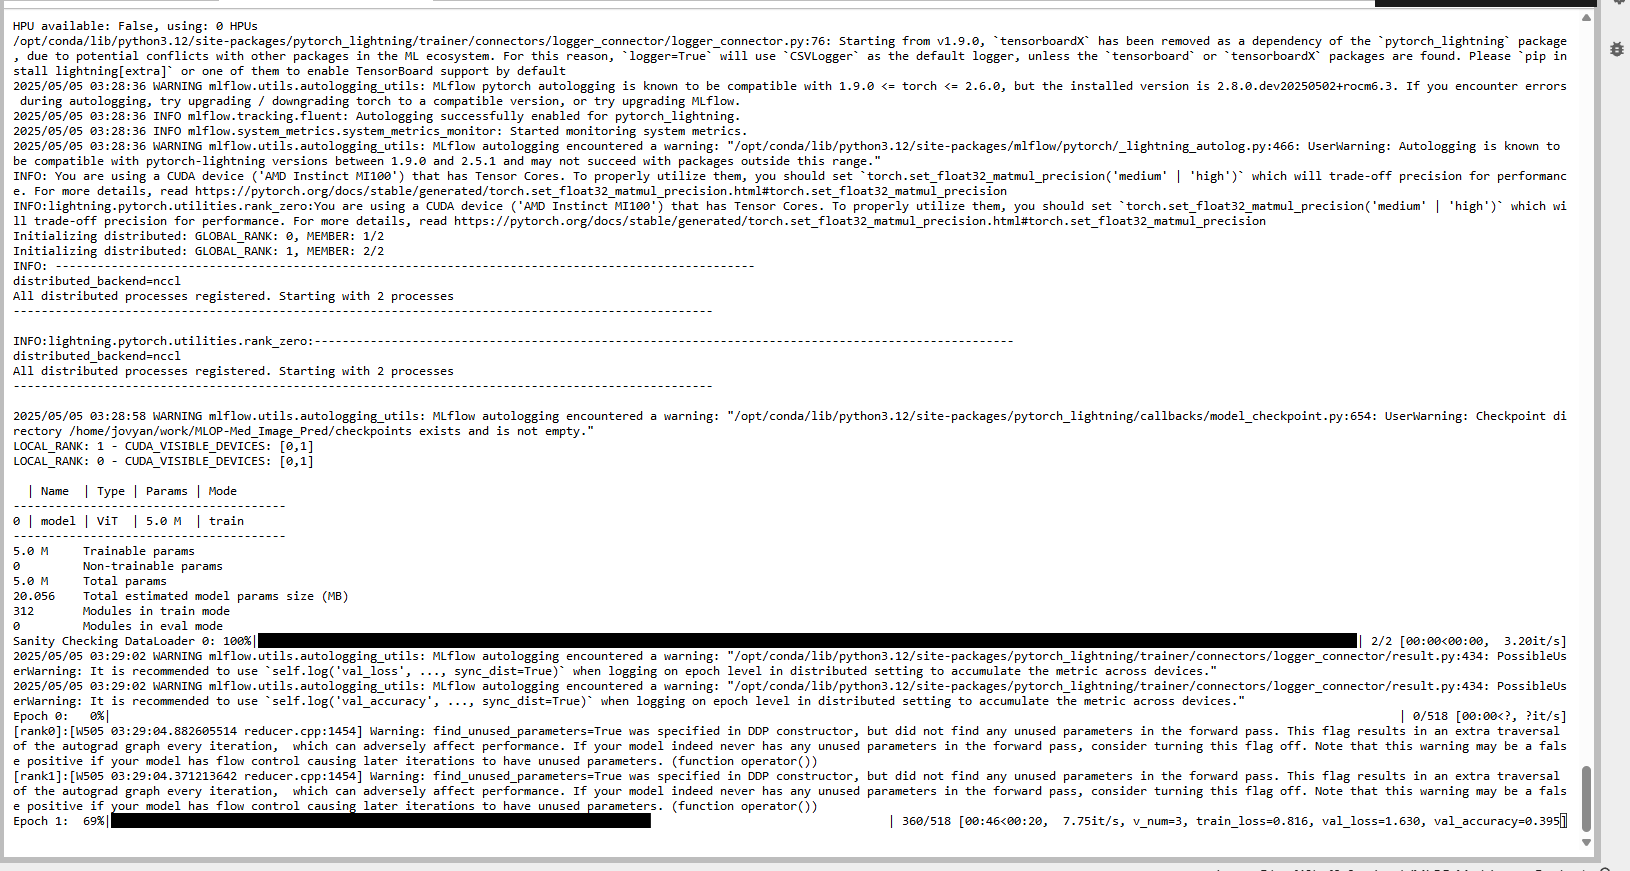 HPU available: False, using: 0 HPUs
/opt/conda/lib/python3.12/site-packages/pytorch_lightning/trainer/connectors/logger_connector/logger_connector.py:76: Starting from v1.9.0, `tensorboardX` has been removed as a dependency of the `pytorch_lightning` package
, due to potential conflicts with other packages in the ML ecosystem. For this reason, `logger=True` will use `CSVLogger` as the default logger, unless the `tensorboard` or `tensorboardX` packages are found. Please `pip in
stall lightning[extra]` or one of them to enable TensorBoard support by default
2025/05/05 03:28:36 WARNING mlflow.utils.autologging_utils: MLflow pytorch autologging is known to be compatible with 1.9.0 <= torch <= 2.6.0, but the installed version is 2.8.0.dev20250502+rocm6.3. If you encounter errors
 during autologging, try upgrading / downgrading torch to a compatible version, or try upgrading MLflow.
2025/05/05 03:28:36 INFO mlflow.tracking.fluent: Autologging successfully enabled for pytorch_lightning.
2025/05/05 03:28:36 INFO mlflow.system_metrics.system_metrics_monitor: Started monitoring system metrics.
2025/05/05 03:28:36 WARNING mlflow.utils.autologging_utils: MLflow autologging encountered a warning: "/opt/conda/lib/python3.12/site-packages/mlflow/pytorch/_lightning_autolog.py:466: UserWarning: Autologging is known to
be compatible with pytorch-lightning versions between 1.9.0 and 2.5.1 and may not succeed with packages outside this range."
INFO: You are using a CUDA device ('AMD Instinct MI100') that has Tensor Cores. To properly utilize them, you should set `torch.set_float32_matmul_precision('medium' | 'high')` which will trade-off precision for performanc
e. For more details, read https://pytorch.org/docs/stable/generated/torch.set_float32_matmul_precision.html#torch.set_float32_matmul_precision
INFO:lightning.pytorch.utilities.rank_zero:You are using a CUDA device ('AMD Instinct MI100') that has Tensor Cores. To properly utilize them, you should set `torch.set_float32_matmul_precision('medium' | 'high')` which wi
ll trade-off precision for performance. For more details, read https://pytorch.org/docs/stable/generated/torch.set_float32_matmul_precision.html#torch.set_float32_matmul_precision
Initializing distributed: GLOBAL_RANK: 0, MEMBER: 1/2
Initializing distributed: GLOBAL_RANK: 1, MEMBER: 2/2
INFO: ----------------------------------------------------------------------------------------------------
distributed_backend=nccl
All distributed processes registered. Starting with 2 processes
----------------------------------------------------------------------------------------------------
INFO:lightning.pytorch.utilities.rank_zero:----------------------------------------------------------------------------------------------------
distributed_backend=nccl
All distributed processes registered. Starting with 2 processes
----------------------------------------------------------------------------------------------------
2025/05/05 03:28:58 WARNING mlflow.utils.autologging_utils: MLflow autologging encountered a warning: "/opt/conda/lib/python3.12/site-packages/pytorch_lightning/callbacks/model_checkpoint.py:654: UserWarning: Checkpoint di
rectory /home/jovyan/work/MLOP-Med_Image_Pred/checkpoints exists and is not empty."
LOCAL_RANK: 1 - CUDA_VISIBLE_DEVICES: [0,1]
LOCAL_RANK: 0 - CUDA_VISIBLE_DEVICES: [0,1]
  | Name  | Type | Params | Mode
---------------------------------------
0 | model | ViT  | 5.0 M  | train
---------------------------------------
5.0 M     Trainable params
0         Non-trainable params
5.0 M     Total params
20.056    Total estimated model params size (MB)
312       Modules in train mode
0         Modules in eval mode
Sanity Checking DataLoader 0: 100%| | 2/2 [00:00<00:00,  3.20it/s]
2025/05/05 03:29:02 WARNING mlflow.utils.autologging_utils: MLflow autologging encountered a warning: "/opt/conda/lib/python3.12/site-packages/pytorch_lightning/trainer/connectors/logger_connector/result.py:434: PossibleUs
erWarning: It is recommended to use `self.log('val_loss', ..., sync_dist=True)` when logging on epoch level in distributed setting to accumulate the metric across devices."
2025/05/05 03:29:02 WARNING mlflow.utils.autologging_utils: MLflow autologging encountered a warning: "/opt/conda/lib/python3.12/site-packages/pytorch_lightning/trainer/connectors/logger_connector/result.py:434: PossibleUs
erWarning: It is recommended to use `self.log('val_accuracy', ..., sync_dist=True)` when logging on epoch level in distributed setting to accumulate the metric across devices."
Epoch 0:   0%| | 0/518 [00:00<?, ?it/s]
[rank0]:[W505 03:29:04.882605514 reducer.cpp:1454] Warning: find_unused_parameters=True was specified in DDP constructor, but did not find any unused parameters in the forward pass. This flag results in an extra traversal
of the autograd graph every iteration,  which can adversely affect performance. If your model indeed never has any unused parameters in the forward pass, consider turning this flag off. Note that this warning may be a fals
e positive if your model has flow control causing later iterations to have unused parameters. (function operator())
[rank1]:[W505 03:29:04.371213642 reducer.cpp:1454] Warning: find_unused_parameters=True was specified in DDP constructor, but did not find any unused parameters in the forward pass. This flag results in an extra traversal
of the autograd graph every iteration,  which can adversely affect performance. If your model indeed never has any unused parameters in the forward pass, consider turning this flag off. Note that this warning may be a fals
e positive if your model has flow control causing later iterations to have unused parameters. (function operator())
Epoch 1:  69%| | 360/518 [00:46<00:20,  7.75it/s, v_num=3, train_loss=0.816, val_loss=1.630, val_accuracy=0.395]